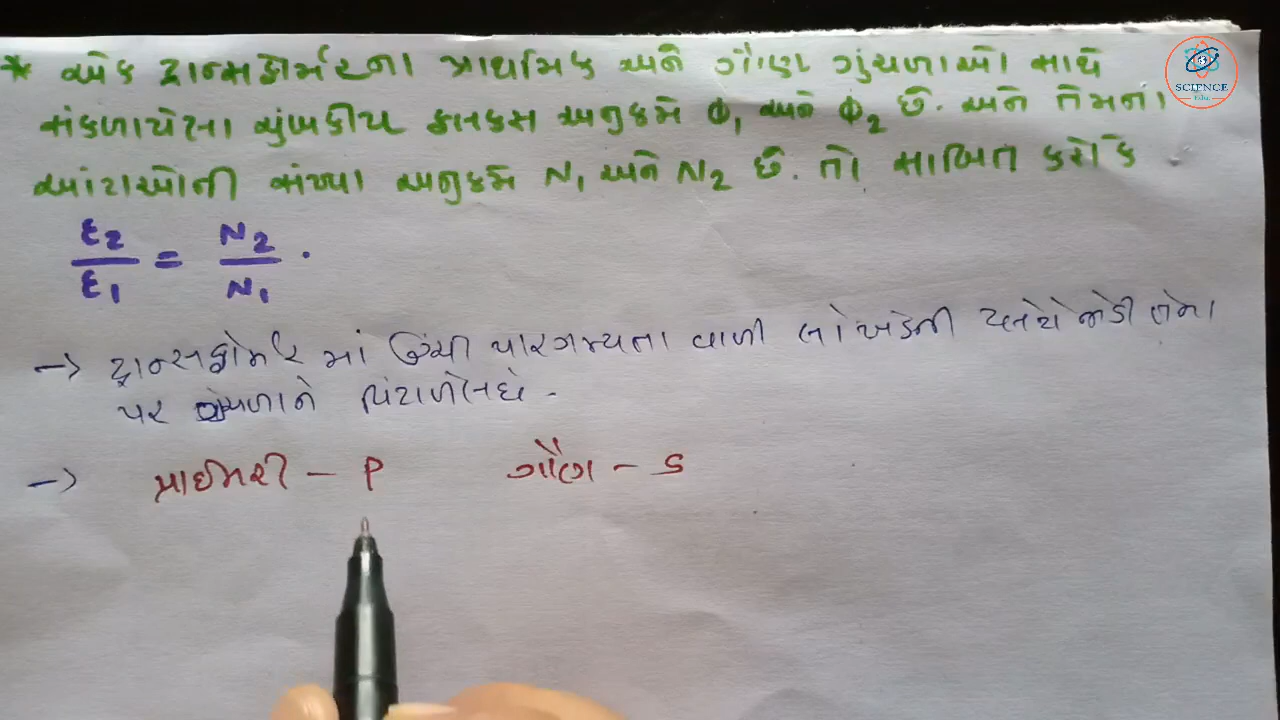 * એક ટ્રાન્સફોર્મરના પ્રાથમિક અને ગૌણ ગુંચળાઓ સાથે
સંકળાયેલા ચુંબકીય ફ્લક્સ અનુક્રમે Φ₁ અને Φ₂ છે. અને તેમના
આંટાઓની સંખ્યા અનુક્રમે N₁ અને N₂ છે. તો સાબિત કરો કે
ε₂/ε₁ = N₂/N₁.
→ ટ્રાન્સફોર્મર માં ઊંચી પારગમ્યતા વાળી લોખંડની પ્લેટો જોડી તેના
પર ગૂંચળાને વિંટાળેલ છે.
→ પ્રાઈમરી - P ગૌણ - S
SCIENCE
Edu.